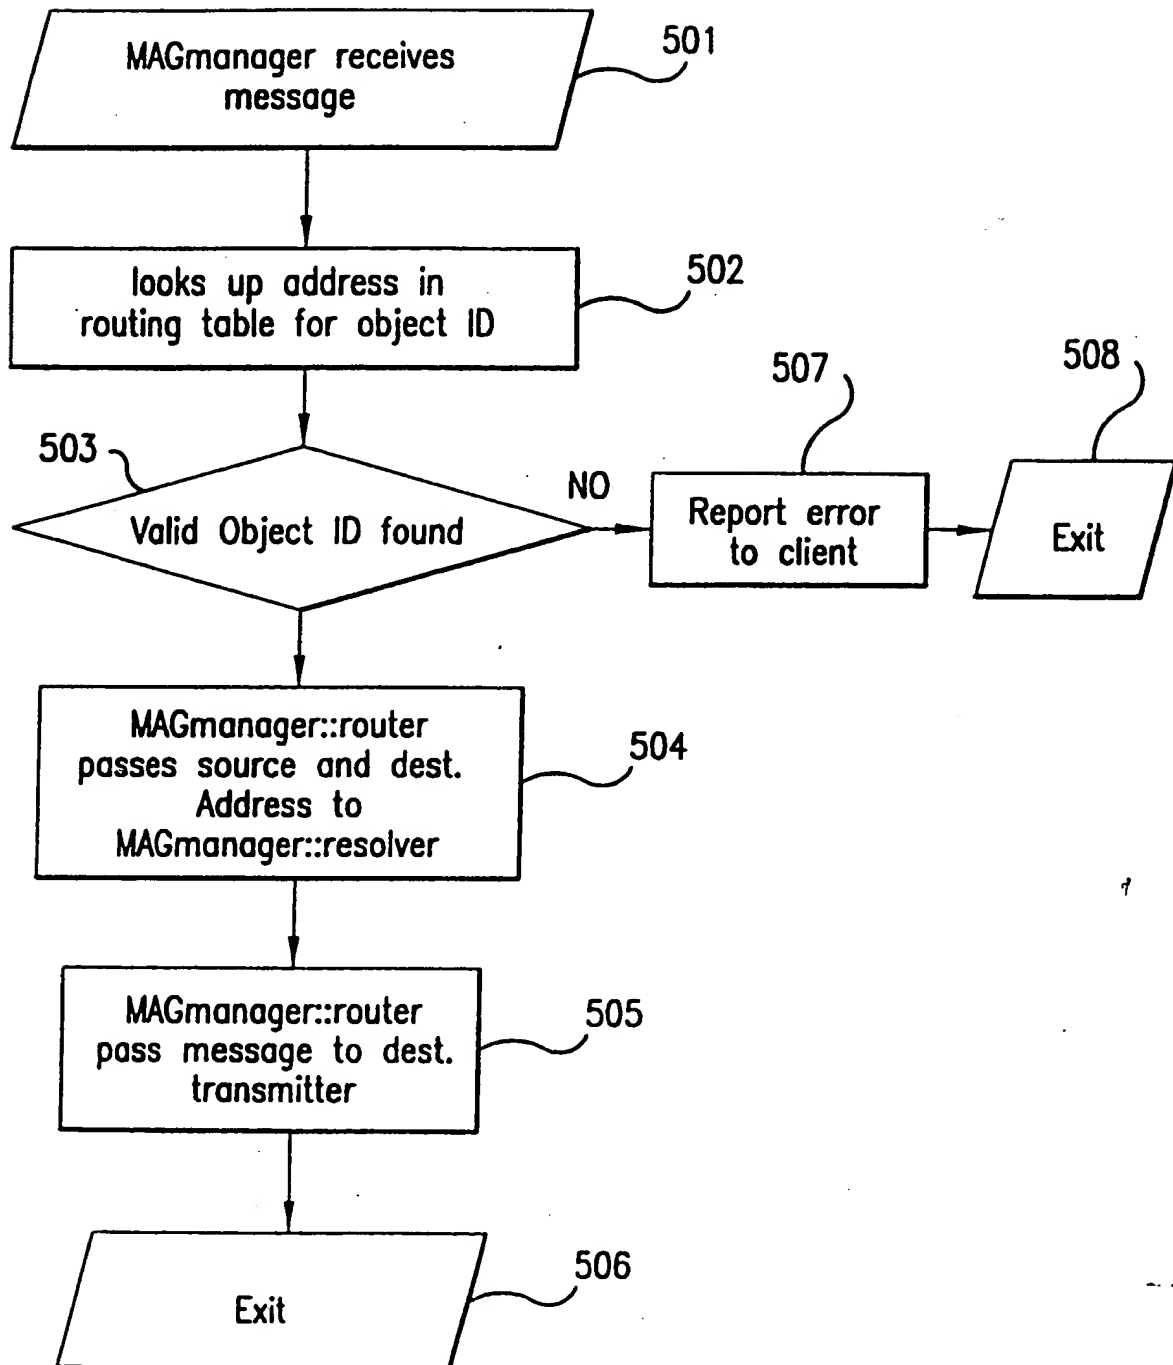 MAGmanager receives
message
501
looks up address in
routing table for object ID
502
503
Valid Object ID found
NO
507
Report error
to client
508
Exit
MAGmanager::router
passes source and dest.
Address to
MAGmanager::resolver
504
MAGmanager::router
pass message to dest.
transmitter
505
Exit
506